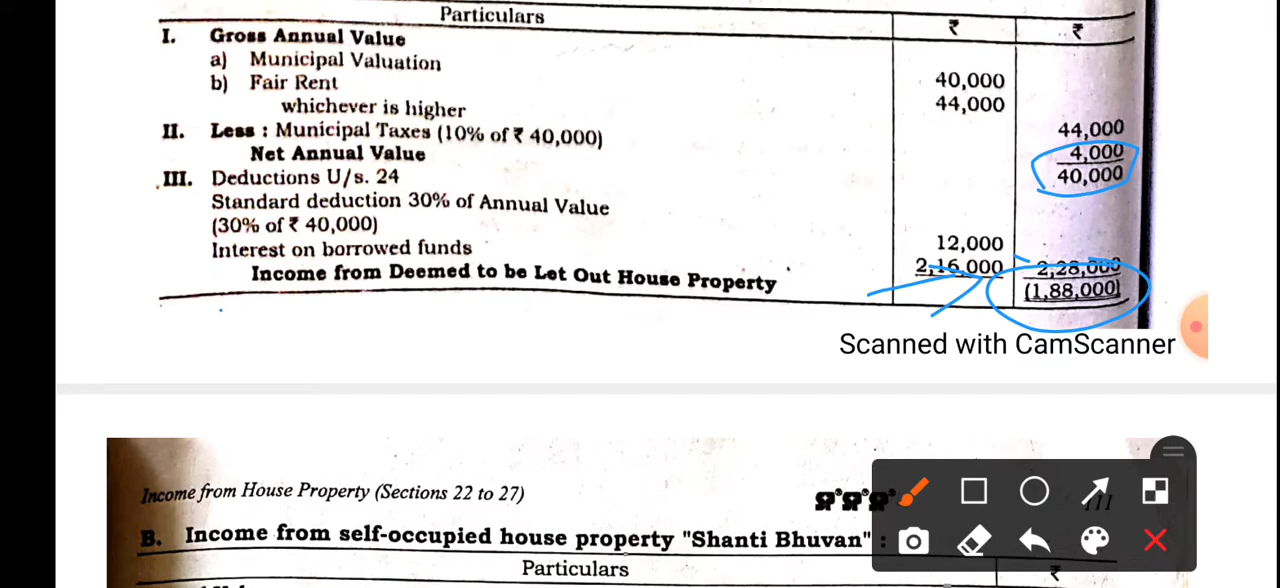 Particulars ₹ ₹
I. Gross Annual Value
a) Municipal Valuation 40,000
b) Fair Rent 44,000
whichever is higher 44,000
II. Less : Municipal Taxes (10% of ₹ 40,000) 4,000
Net Annual Value 40,000
III. Deductions U/s. 24
Standard deduction 30% of Annual Value
(30% of ₹ 40,000) 12,000
Interest on borrowed funds 2,16,000 2,28,000
Income from Deemed to be Let Out House Property (1,88,000)
Scanned with CamScanner
Income from House Property (Sections 22 to 27) 111
B. Income from self-occupied house property "Shanti Bhuvan" :
Particulars ₹